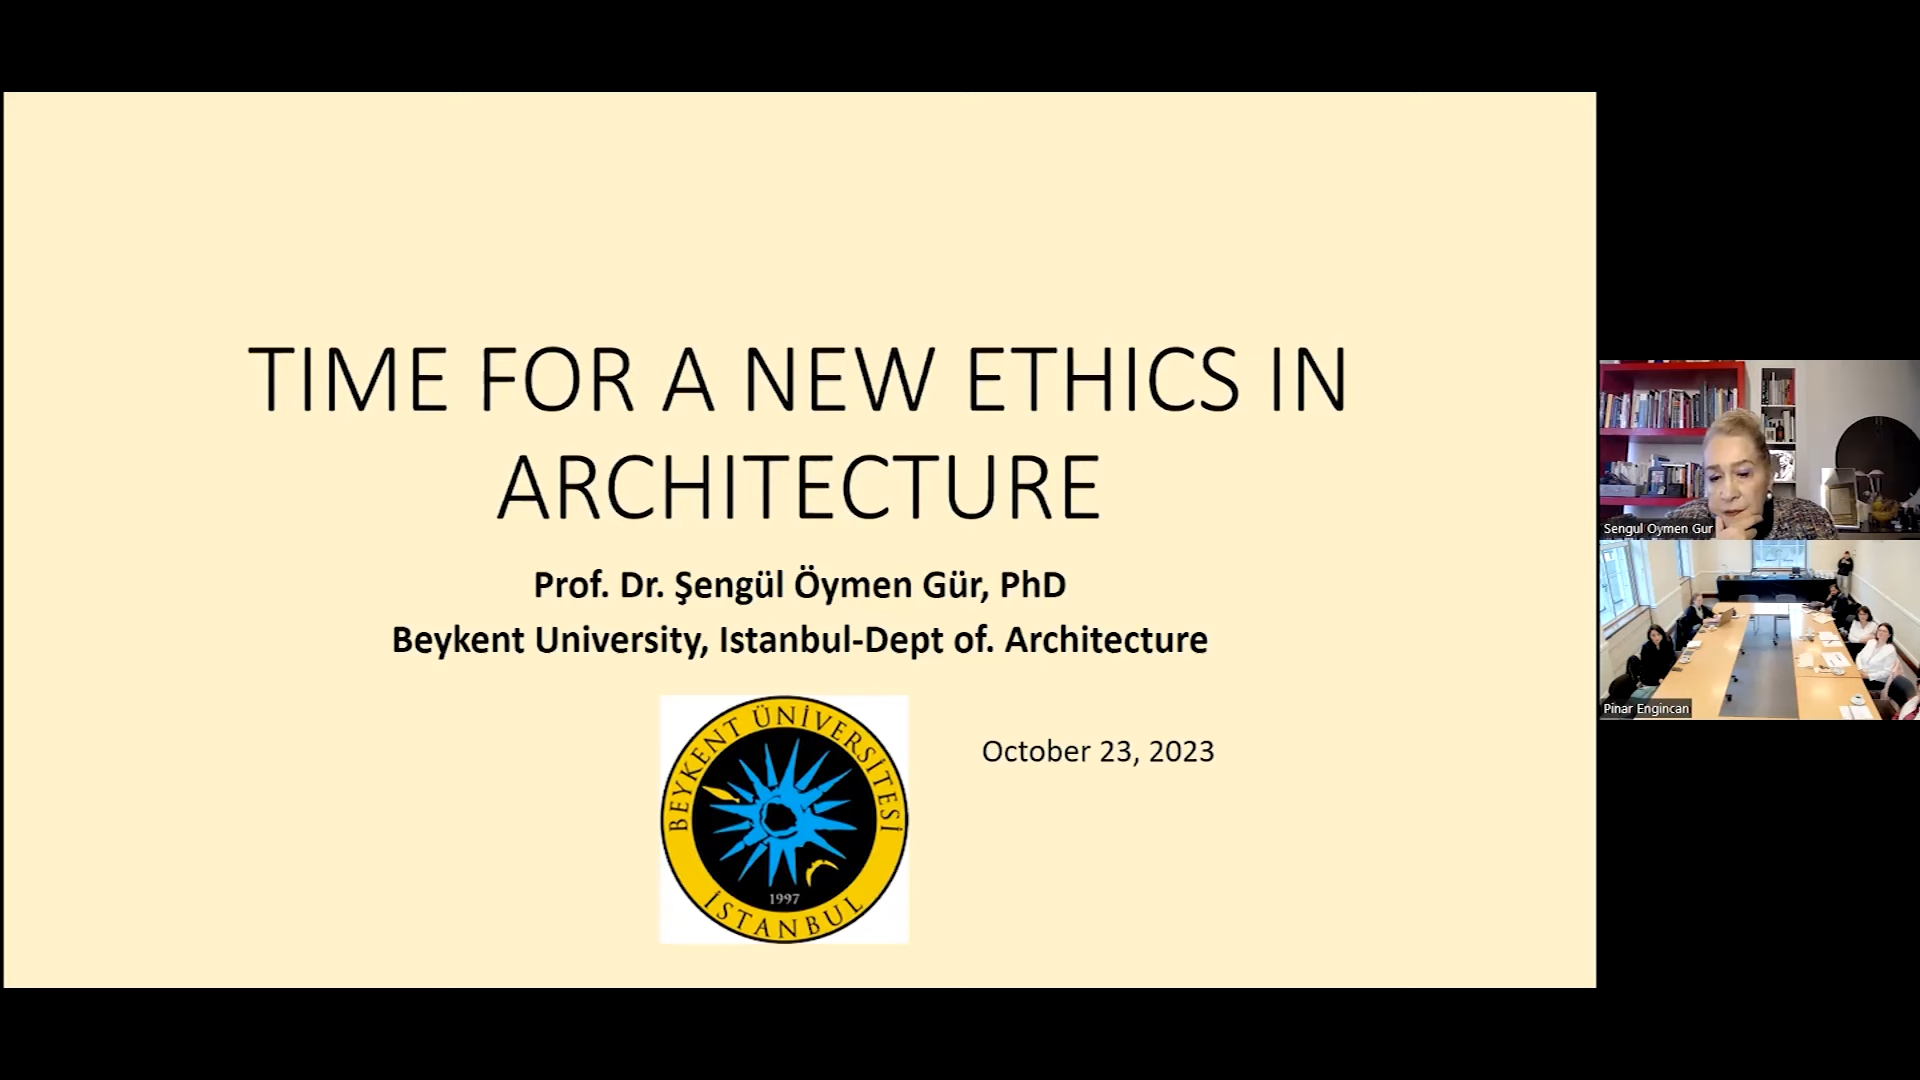 TIME FOR A NEW ETHICS IN
ARCHITECTURE
Prof. Dr. Şengül Öymen Gür, PhD
Beykent University, Istanbul-Dept of. Architecture
BEYKENT ÜNİVERSİTESİ
1997
İSTANBUL
October 23, 2023
Sengul Oymen Gur
Pinar Engincan